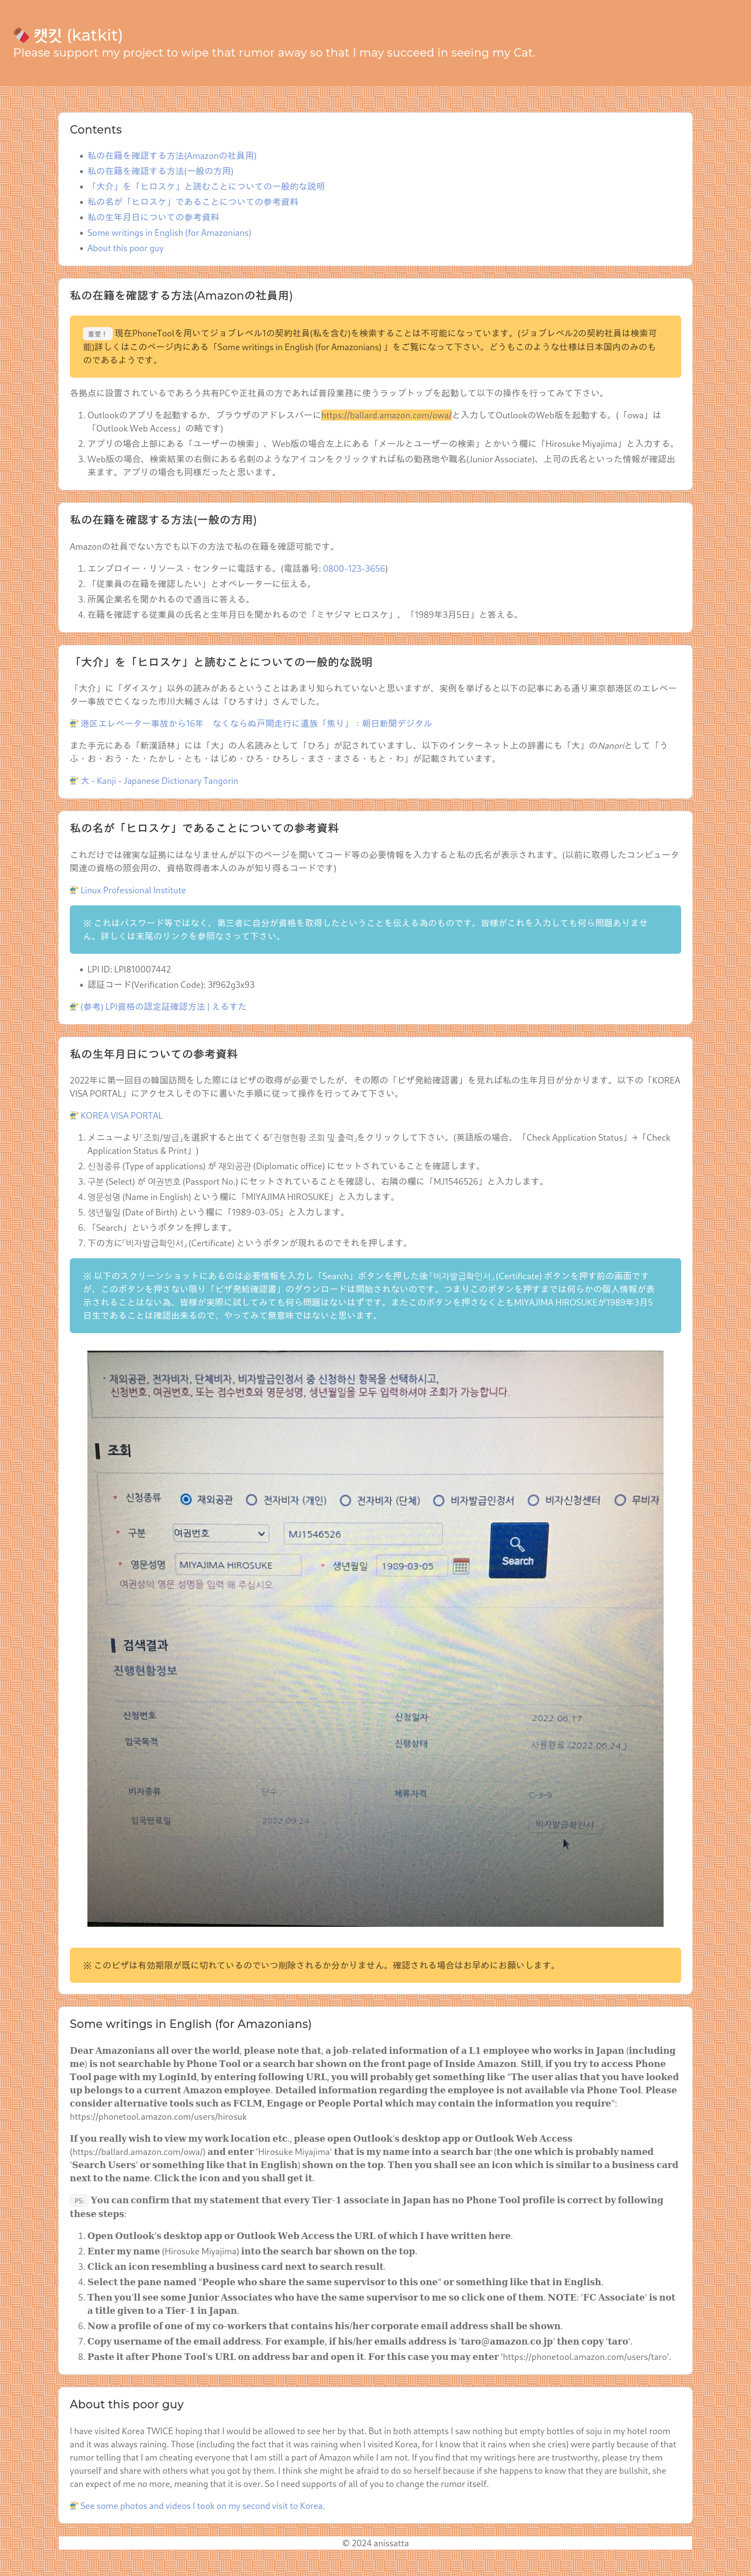 캣킷 (katkit)
Please support my project to wipe that rumor away so that I may succeed in seeing my Cat.
Contents
私の在籍を確認する方法(Amazonの社員用)
私の在籍を確認する方法(一般の方用)
「大介」を「ヒロスケ」と読むことについての一般的な説明
私の名が「ヒロスケ」であることについての参考資料
私の生年月日についての参考資料
Some writings in English (for Amazonians)
About this poor guy
私の在籍を確認する方法(Amazonの社員用)
重要！ 現在PhoneToolを用いてジョブレベル1の契約社員(私を含む)を検索することは不可能になっています。(ジョブレベル2の契約社員は検索可
能)詳しくはこのページ内にある「Some writings in English (for Amazonians) 」をご覧になって下さい。どうもこのような仕様は日本国内のみのも
のであるようです。
各拠点に設置されているであろう共有PCや正社員の方であれば普段業務に使うラップトップを起動して以下の操作を行ってみて下さい。
1. Outlookのアプリを起動するか、ブラウザのアドレスバーにhttps://ballard.amazon.com/owa/と入力してOutlookのWeb版を起動する。(「owa」は
「Outlook Web Access」の略です)
2. アプリの場合上部にある「ユーザーの検索」、Web版の場合左上にある「メールとユーザーの検索」とかいう欄に「Hirosuke Miyajima」と入力する。
3. Web版の場合、検索結果の右側にある名刺のようなアイコンをクリックすれば私の勤務地や職名(Junior Associate)、上司の氏名といった情報が確認出
来ます。アプリの場合も同様だったと思います。
私の在籍を確認する方法(一般の方用)
Amazonの社員でない方でも以下の方法で私の在籍を確認可能です。
1. エンプロイー・リソース・センターに電話する。(電話番号: 0800-123-3656)
2. 「従業員の在籍を確認したい」とオペレーターに伝える。
3. 所属企業名を聞かれるので適当に答える。
4. 在籍を確認する従業員の氏名と生年月日を聞かれるので「ミヤジマ ヒロスケ」、「1989年3月5日」と答える。
「大介」を「ヒロスケ」と読むことについての一般的な説明
「大介」に「ダイスケ」以外の読みがあるということはあまり知られていないと思いますが、実例を挙げると以下の記事にある通り東京都港区のエレベー
ター事故で亡くなった市川大輔さんは「ひろすけ」さんでした。
港区エレベーター事故から16年　なくならぬ戸開走行に遺族「焦り」：朝日新聞デジタル
また手元にある「新漢語林」には「大」の人名読みとして「ひろ」が記されていますし、以下のインターネット上の辞書にも「大」のNanoriとして「う
ふ・お・おう・た・たかし・とも・はじめ・ひろ・ひろし・まさ・まさる・もと・わ」が記載されています。
大 - Kanji - Japanese Dictionary Tangorin
私の名が「ヒロスケ」であることについての参考資料
これだけでは確実な証拠にはなりませんが以下のページを開いてコード等の必要情報を入力すると私の氏名が表示されます。(以前に取得したコンピュータ
関連の資格の照会用の、資格取得者本人のみが知り得るコードです)
Linux Professional Institute
※ これはパスワード等ではなく、第三者に自分が資格を取得したということを伝える為のものです。皆様がこれを入力しても何ら問題ありませ
ん。詳しくは末尾のリンクを参照なさって下さい。
LPI ID: LPI810007442
認証コード(Verification Code): 3f962g3x93
(参考) LPI資格の認定証確認方法 | えるすた
私の生年月日についての参考資料
2022年に第一回目の韓国訪問をした際にはビザの取得が必要でしたが、その際の「ビザ発給確認書」を見れば私の生年月日が分かります。以下の「KOREA
VISA PORTAL」にアクセスしその下に書いた手順に従って操作を行ってみて下さい。
KOREA VISA PORTAL
1. メニューより「조회/발급」を選択すると出てくる「진행현황 조회 및 출력」をクリックして下さい。(英語版の場合、「Check Application Status」→「Check
Application Status & Print」)
2. 신청종류 (Type of applications) が 재외공관 (Diplomatic office) にセットされていることを確認します。
3. 구분 (Select) が 여권번호 (Passport No.) にセットされていることを確認し、右隣の欄に「MJ1546526」と入力します。
4. 영문성명 (Name in English) という欄に「MIYAJIMA HIROSUKE」と入力します。
5. 생년월일 (Date of Birth) という欄に「1989-03-05」と入力します。
6. 「Search」というボタンを押します。
7. 下の方に「비자발급확인서」 (Certificate) というボタンが現れるのでそれを押します。
※ 以下のスクリーンショットにあるのは必要情報を入力し「Search」ボタンを押した後「비자발급확인서」 (Certificate) ボタンを押す前の画面です
が、このボタンを押さない限り「ビザ発給確認書」のダウンロードは開始されないのです。つまりこのボタンを押すまでは何らかの個人情報が表
示されることはない為、皆様が実際に試してみても何ら問題はないはずです。またこのボタンを押さなくともMIYAJIMA HIROSUKEが1989年3月5
日生であることは確認出来るので、やってみて無意味ではないと思います。
· 재외공관, 전자비자, 단체비자, 비자발급인정서 중 신청하신 항목을 선택하시고,
신청번호, 여권번호, 또는 접수번호와 영문성명, 생년월일을 모두 입력하셔야 조회가 가능합니다.
조회
* 신청종류 재외공관 전자비자 (개인) 전자비자 (단체) 비자발급인정서 비자신청센터 무비자
* 구분 여권번호 MJ1546526 Search
* 영문성명 MIYAJIMA HIROSUKE * 생년월일 1989-03-05
여권상의 영문 성명을 입력 해 주십시오.
검색결과
진행현황정보
신청번호 신청일자 2022.06.17
입국목적 진행상태 사용완료 (2022.06.24.)
비자종류 단수 체류자격 C-3-9
입국만료일 2022.09.24 비자발급확인서
※ このビザは有効期限が既に切れているのでいつ削除されるか分かりません。確認される場合はお早めにお願いします。
Some writings in English (for Amazonians)
Dear Amazonians all over the world, please note that, a job-related information of a L1 employee who works in Japan (including
me) is not searchable by Phone Tool or a search bar shown on the front page of Inside Amazon. Still, if you try to access Phone
Tool page with my LoginId, by entering following URL, you will probably get something like "The user alias that you have looked
up belongs to a current Amazon employee. Detailed information regarding the employee is not available via Phone Tool. Please
consider alternative tools such as FCLM, Engage or People Portal which may contain the information you require":
https://phonetool.amazon.com/users/hirosuk
If you really wish to view my work location etc., please open Outlook's desktop app or Outlook Web Access
(https://ballard.amazon.com/owa/) and enter 'Hirosuke Miyajima' that is my name into a search bar (the one which is probably named
'Search Users' or something like that in English) shown on the top. Then you shall see an icon which is similar to a business card
next to the name. Click the icon and you shall get it.
PS: You can confirm that my statement that every Tier-1 associate in Japan has no Phone Tool profile is correct by following
these steps:
1. Open Outlook's desktop app or Outlook Web Access the URL of which I have written here.
2. Enter my name (Hirosuke Miyajima) into the search bar shown on the top.
3. Click an icon resembling a business card next to search result.
4. Select the pane named "People who share the same supervisor to this one" or something like that in English.
5. Then you'll see some Junior Associates who have the same supervisor to me so click one of them. NOTE: 'FC Associate' is not
a title given to a Tier-1 in Japan.
6. Now a profile of one of my co-workers that contains his/her corporate email address shall be shown.
7. Copy username of the email address. For example, if his/her emails address is 'taro@amazon.co.jp' then copy 'taro'.
8. Paste it after Phone Tool's URL on address bar and open it. For this case you may enter 'https://phonetool.amazon.com/users/taro'.
About this poor guy
I have visited Korea TWICE hoping that I would be allowed to see her by that. But in both attempts I saw nothing but empty bottles of soju in my hotel room
and it was always raining. Those (including the fact that it was raining when I visited Korea, for I know that it rains when she cries) were partly because of that
rumor telling that I am cheating everyone that I am still a part of Amazon while I am not. If you find that my writings here are trustworthy, please try them
yourself and share with others what you got by them. I think she might be afraid to do so herself because if she happens to know that they are bullshit, she
can expect of me no more, meaning that it is over. So I need supports of all of you to change the rumor itself.
See some photos and videos I took on my second visit to Korea.
© 2024 anissatta